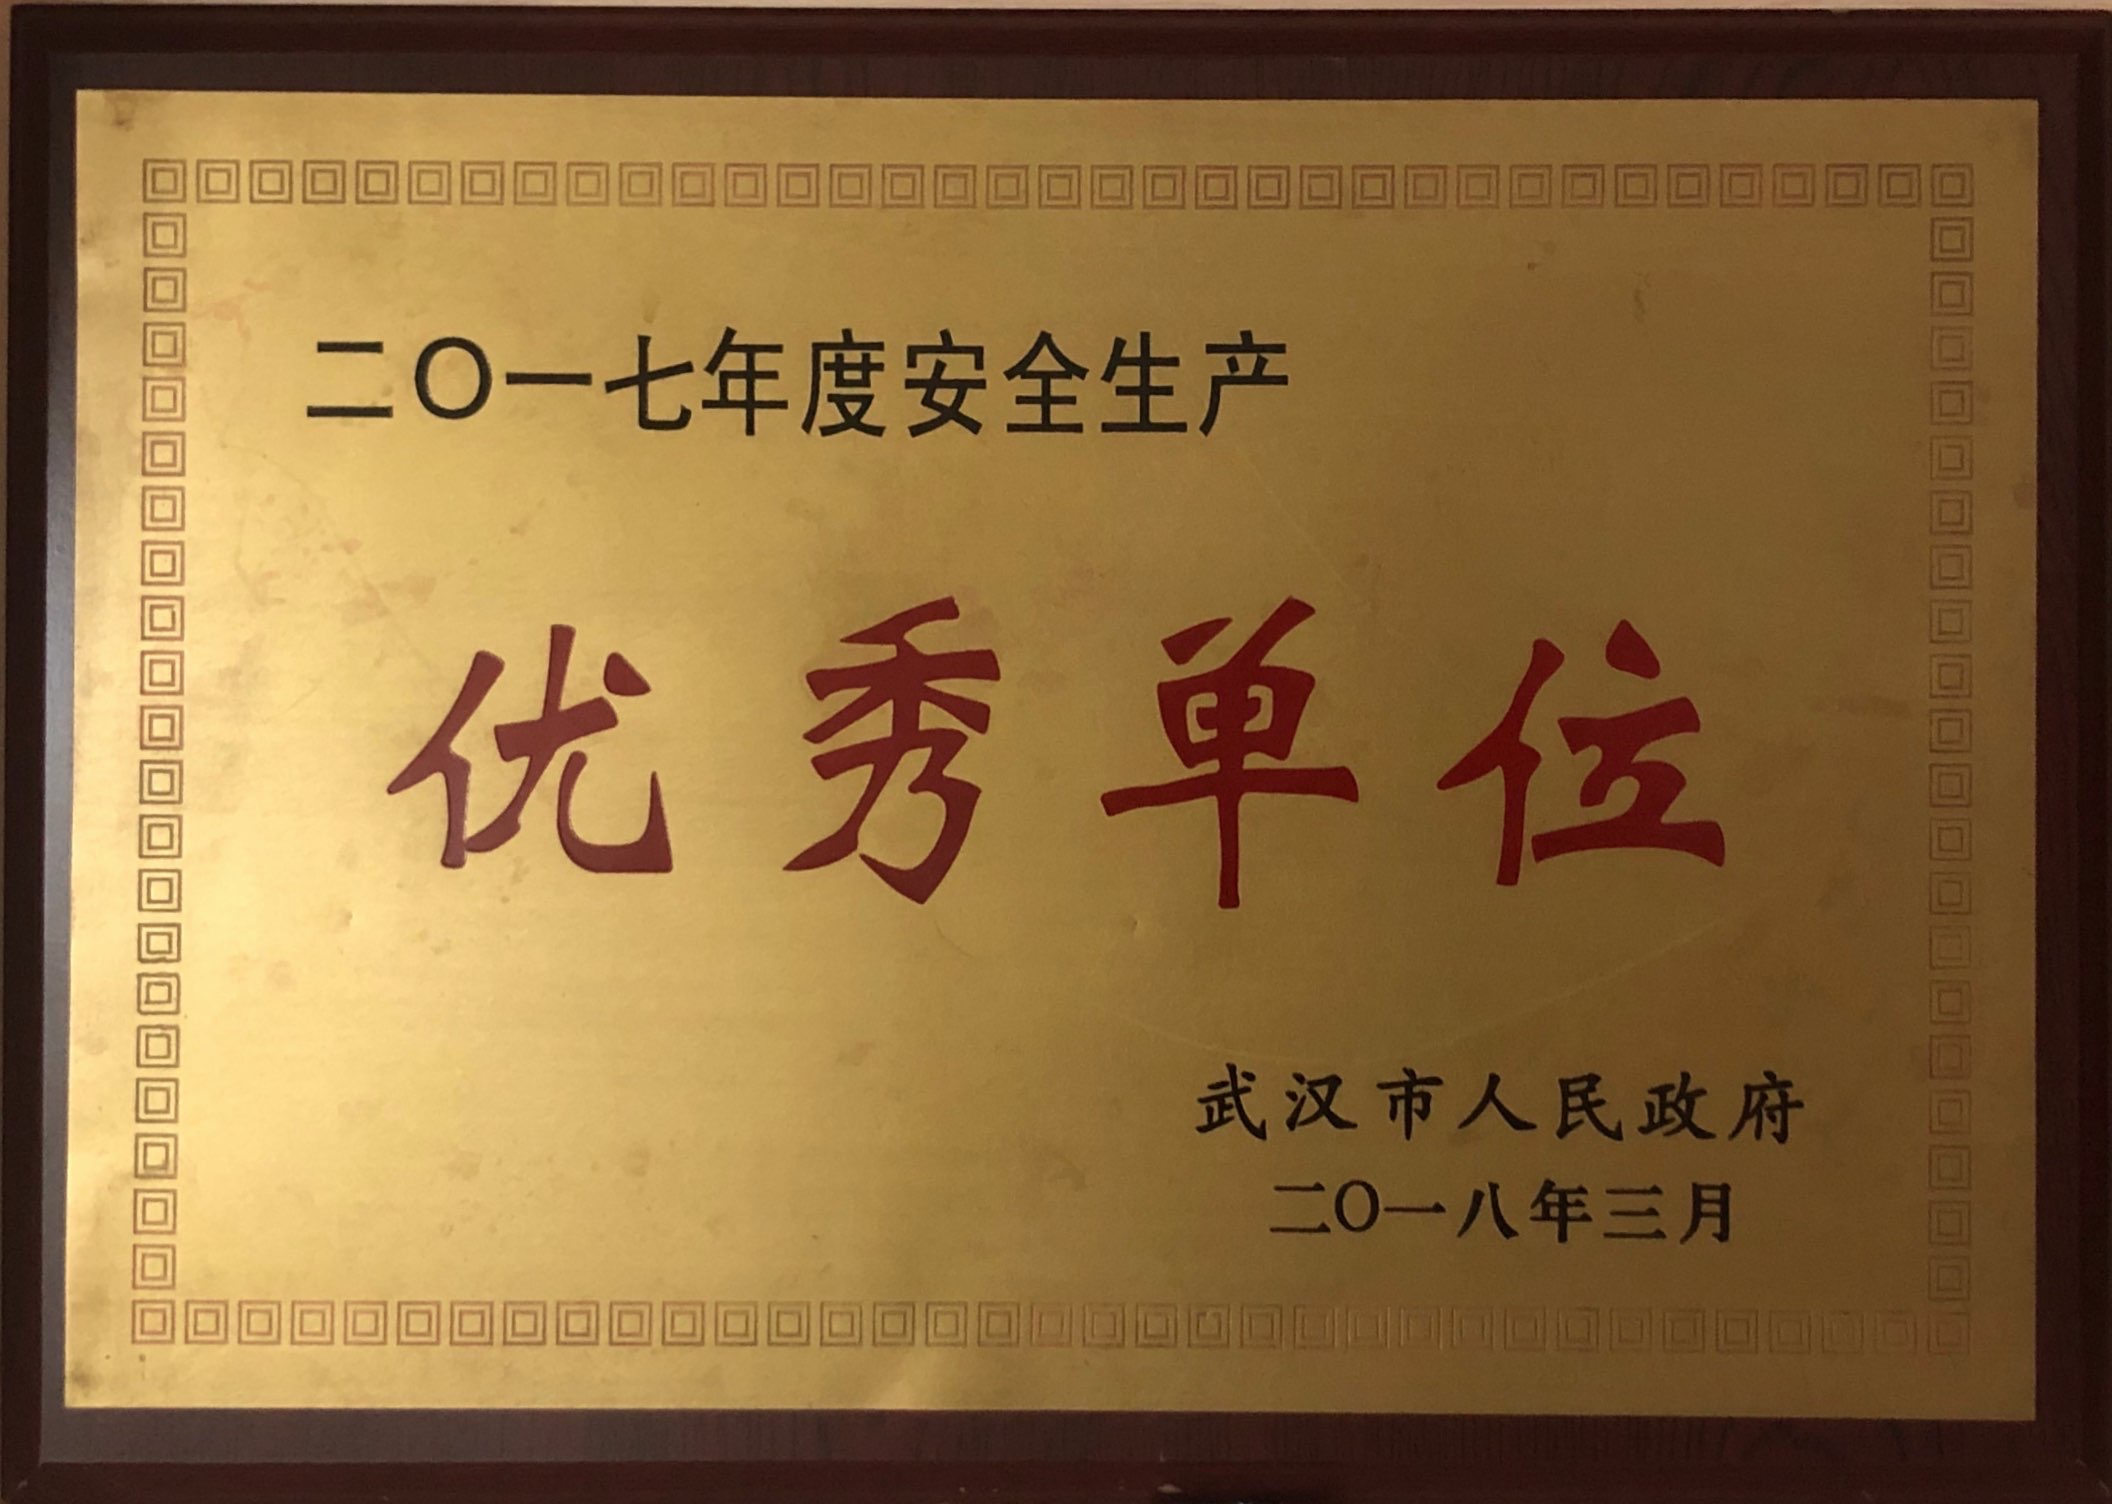 二〇一七年度安全生产
优秀单位
武汉市人民政府
二〇一八年三月